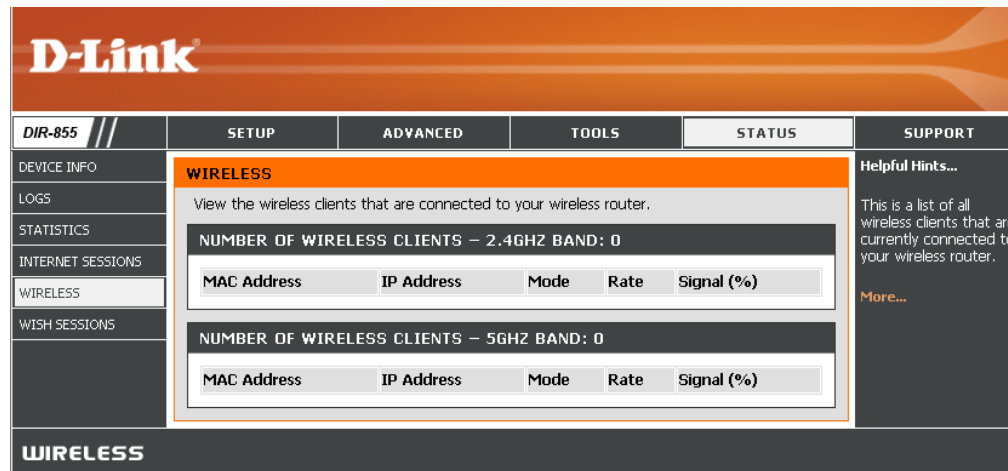 D-Link®
DIR-855
SETUP
ADVANCED
TOOLS
STATUS
SUPPORT
DEVICE INFO
LOGS
STATISTICS
INTERNET SESSIONS
WIRELESS
WISH SESSIONS
WIRELESS
View the wireless clients that are connected to your wireless router.
NUMBER OF WIRELESS CLIENTS – 2.4GHZ BAND: 0
MAC Address IP Address Mode Rate Signal (%)
NUMBER OF WIRELESS CLIENTS – 5GHZ BAND: 0
MAC Address IP Address Mode Rate Signal (%)
Helpful Hints...
This is a list of all
wireless clients that ar
currently connected t
your wireless router.
More...
WIRELESS